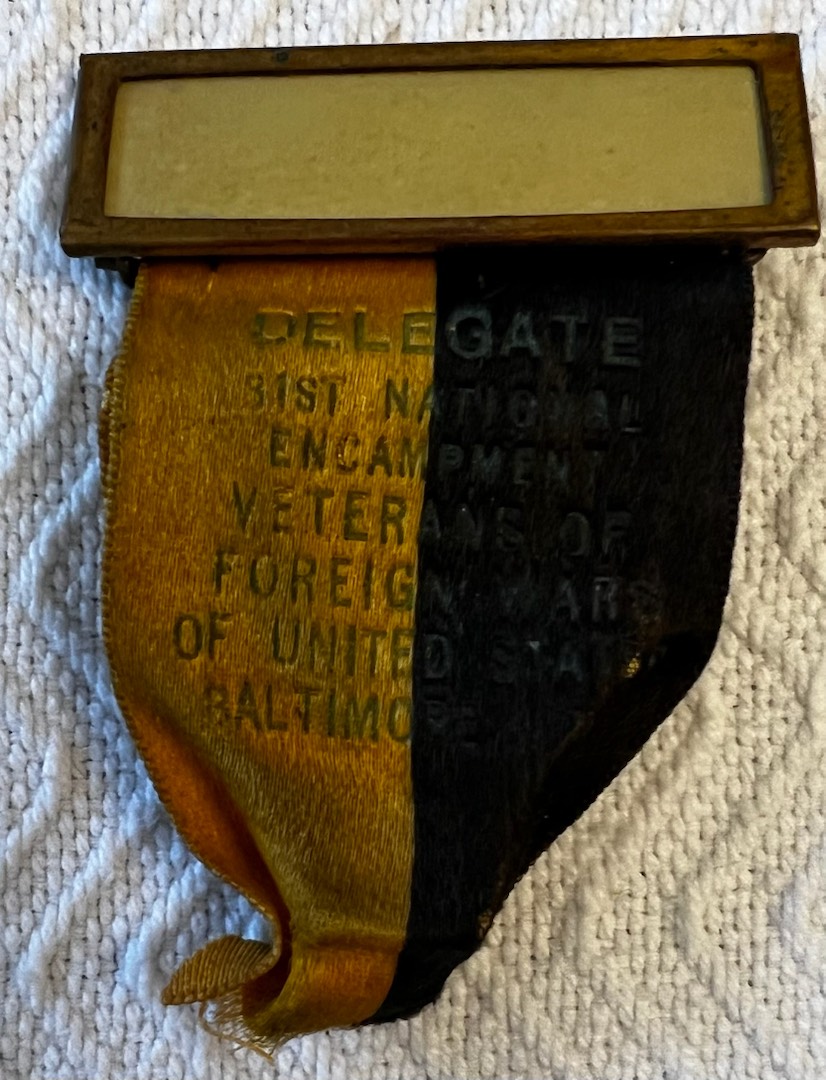 DELEGATE
31ST NATIONAL
ENCAMPMENT
VETERANS OF
FOREIGN WARS
OF UNITED STATES
BALTIMORE